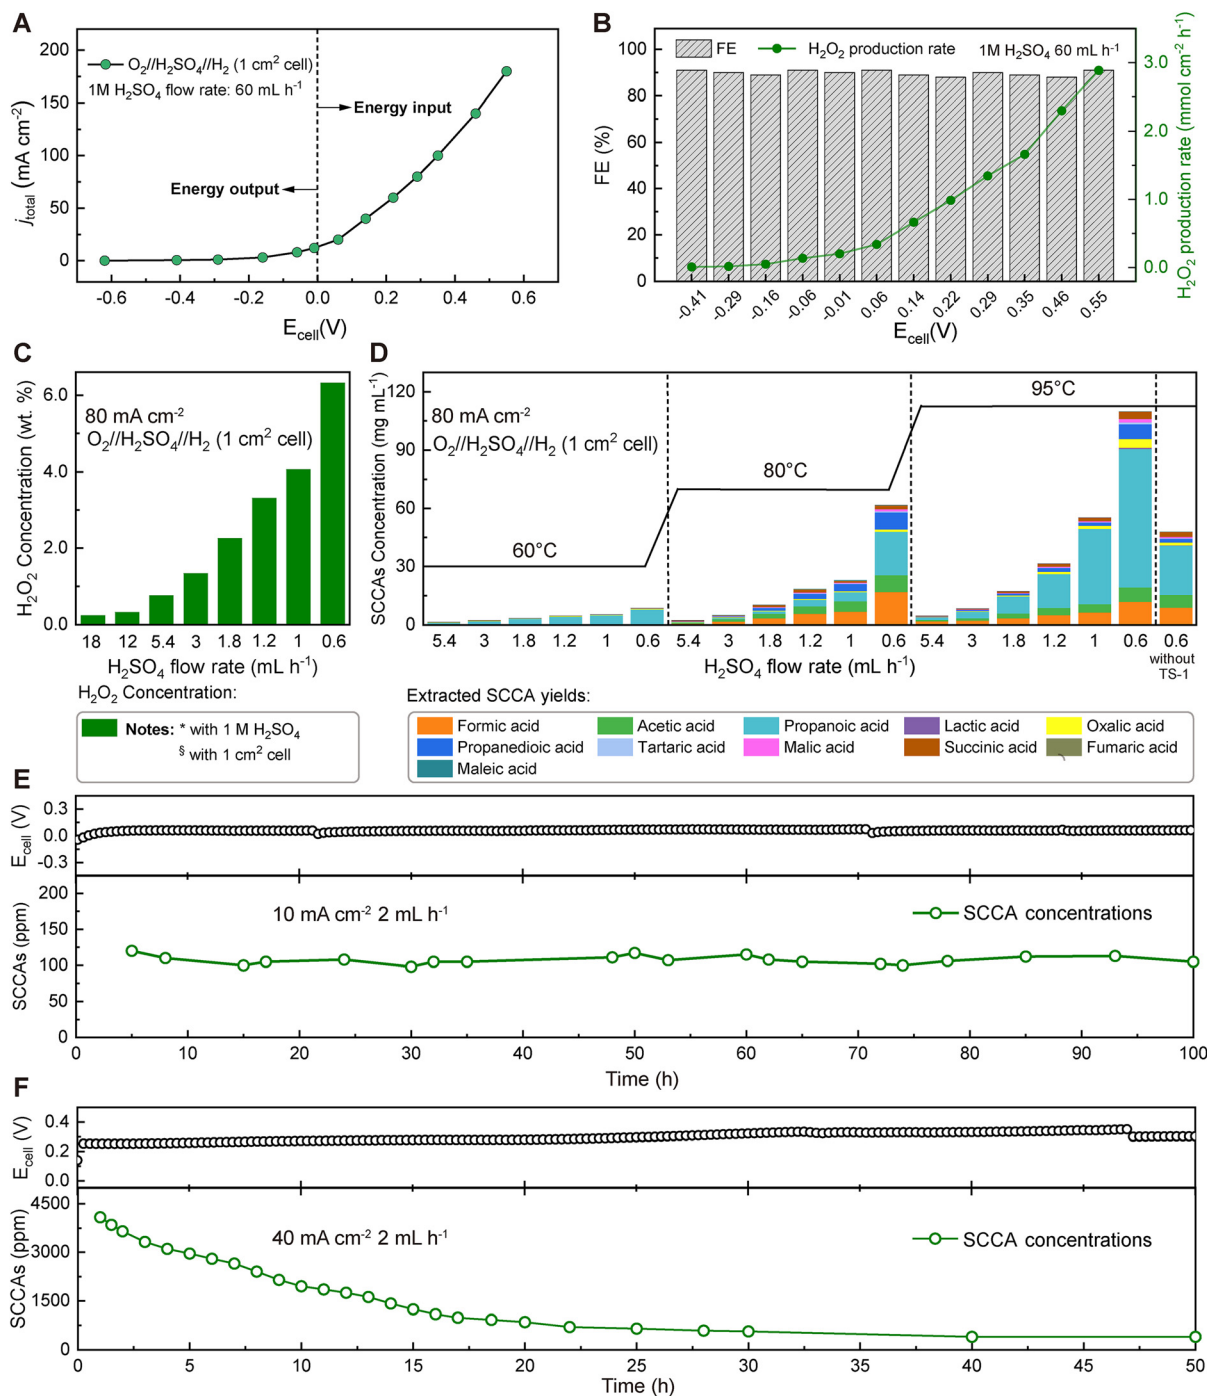 A
200
150
100
50
0
j total (mA cm-2)
O2//H2SO4//H2 (1 cm2 cell)
1M H2SO4 flow rate: 60 mL h-1
Energy input
Energy output
-0.6 -0.4 -0.2 0.0 0.2 0.4 0.6
Ecell(V)
B
100
80
60
40
20
0
FE (%)
FE H2O2 production rate 1M H2SO4 60 mL h-1
3.0
2.0
1.0
0.0
H2O2 production rate (mmol cm-2 h-1)
-0.41 -0.29 -0.16 -0.06 -0.01 0.06 0.14 0.22 0.29 0.35 0.46 0.55
Ecell(V)
C
6.0
4.0
2.0
0.0
H2O2 Concentration (wt. %)
80 mA cm-2
O2//H2SO4//H2 (1 cm2 cell)
18 12 5.4 3 1.8 1.2 1 0.6
H2SO4 flow rate (mL h-1)
D
120
90
60
30
0
SCCAs Concentration (mg mL-1)
80 mA cm-2
O2//H2SO4//H2 (1 cm2 cell)
60°C
80°C
95°C
5.4 3 1.8 1.2 1 0.6 5.4 3 1.8 1.2 1 0.6 5.4 3 1.8 1.2 1 0.6 0.6
without
TS-1
H2SO4 flow rate (mL h-1)
H2O2 Concentration:
Notes: * with 1 M H2SO4
§ with 1 cm2 cell
Extracted SCCA yields:
Formic acid Acetic acid Propanoic acid Lactic acid Oxalic acid
Propanedioic acid Tartaric acid Malic acid Succinic acid Fumaric acid
Maleic acid
E
0.3
0.0
-0.3
Ecell (V)
200
150
100
50
0
SCCAs (ppm)
10 mA cm-2 2 mL h-1
SCCA concentrations
0 10 20 30 40 50 60 70 80 90 100
Time (h)
F
0.4
0.2
0.0
Ecell (V)
4500
3000
1500
0
SCCAs (ppm)
40 mA cm-2 2 mL h-1
SCCA concentrations
0 5 10 15 20 25 30 35 40 45 50
Time (h)